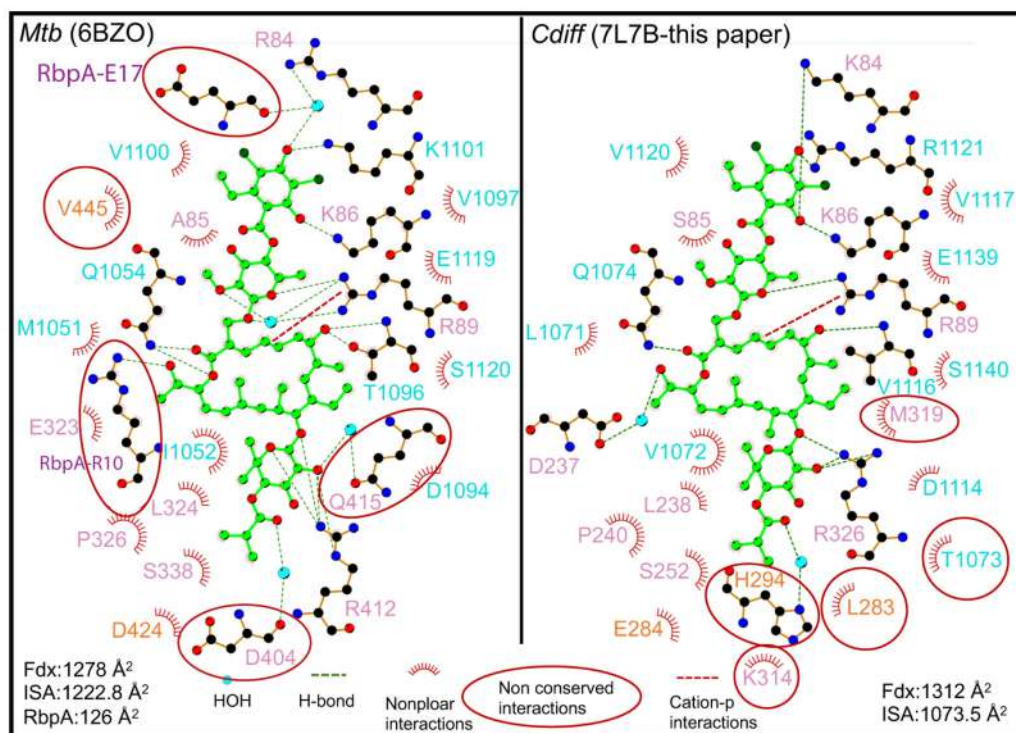 Mtb (6BZO)
R84
RbpA-E17
V1100
K1101
V445
V1097
A85
K86
Q1054
E1119
M1051
R89
S1120
T1096
E323
I1052
RbpA-R10
Q415
D1094
L324
P326
S338
R412
D424
D404
Fdx:1278 Å²
ISA:1222.8 Å²
RbpA:126 Å²
Cdiff (7L7B-this paper)
K84
V1120
R1121
V1117
S85
K86
Q1074
E1139
L1071
R89
S1140
V1116
M319
D237
V1072
D1114
L238
P240
R326
T1073
S252
H294
L283
E284
K314
Fdx:1312 Å²
ISA:1073.5 Å²
HOH
H-bond
Nonploar
interactions
Non conserved
interactions
Cation-p
interactions